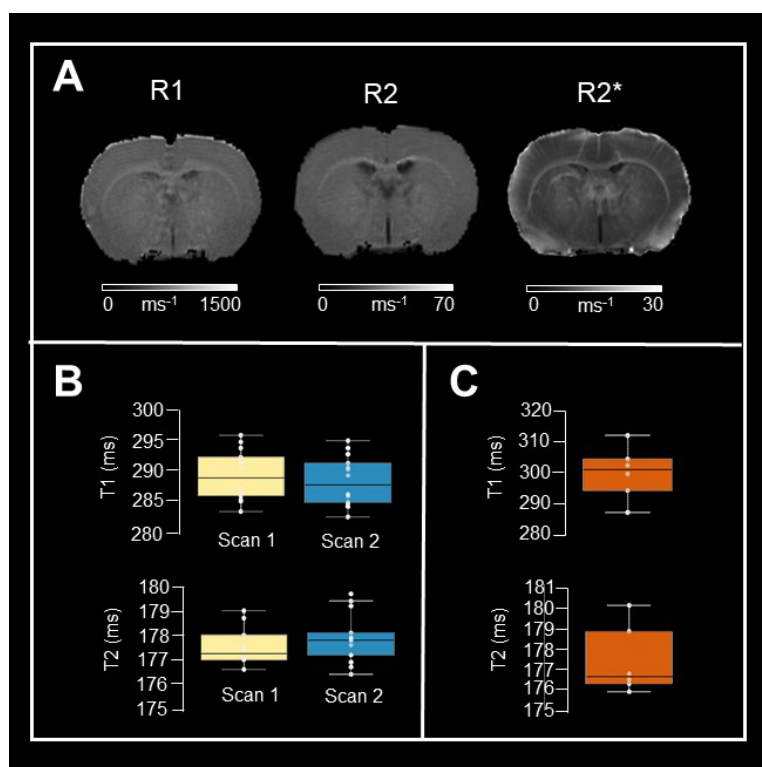 A
R1 R2 R2*
0 ms-1 1500 0 ms-1 70 0 ms-1 30
B
T1 (ms)
300
295
290
285
280
Scan 1 Scan 2
T2 (ms)
180
179
178
177
176
175
Scan 1 Scan 2
C
T1 (ms)
320
310
300
290
280
T2 (ms)
181
180
179
178
177
176
175